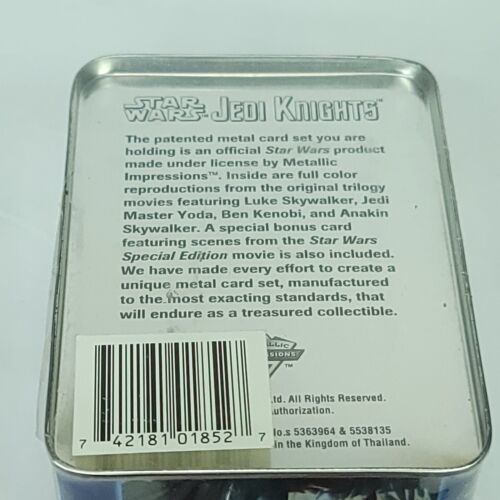 STAR WARS JEDI KNIGHTS™
The patented metal card set you are
holding is an official Star Wars product
made under license by Metallic
Impressions™. Inside are full color
reproductions from the original trilogy
movies featuring Luke Skywalker, Jedi
Master Yoda, Ben Kenobi, and Anakin
Skywalker. A special bonus card
featuring scenes from the Star Wars
Special Edition movie is also included.
We have made every effort to create a
unique metal card set, manufactured
to the most exacting standards, that
will endure as a treasured collectible.
td. All Rights Reserved.
uthorization.
o.s 5363964 & 5538135
in the Kingdom of Thailand.
7 42181 01852 7